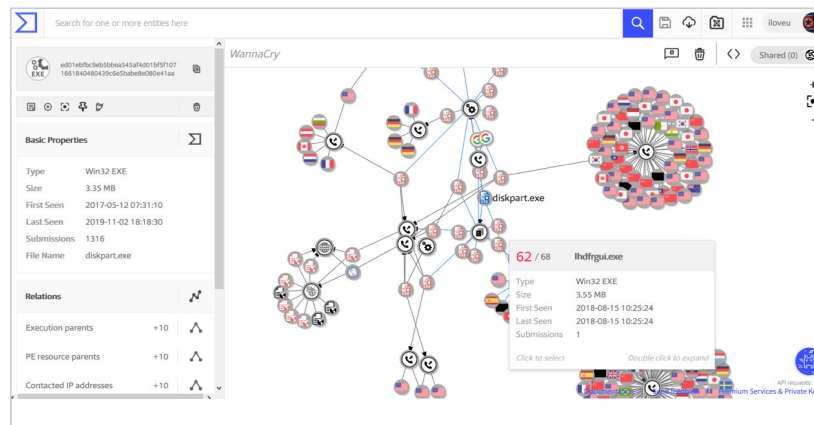 Search for one or more entities here
iloveu
EXE
ed01ebfbc9eb5bbea545af4d01bf5f107
1661840480439c6e5babe8e080e41aa
WannaCry
Shared (0)
Basic Properties
Type Win32 EXE
Size 3.35 MB
First Seen 2017-05-12 07:31:10
Last Seen 2019-11-02 18:18:30
Submissions 1316
File Name diskpart.exe
Relations
Execution parents +10
PE resource parents +10
Contacted IP addresses +10
diskpart.exe
62 / 68 lhdfrgui.exe
Type Win32 EXE
Size 3.55 MB
First Seen 2018-08-15 10:25:24
Last Seen 2018-08-15 10:25:24
Submissions 1
Click to select Double click to expand
API requests:
Premium Services & Private Ke